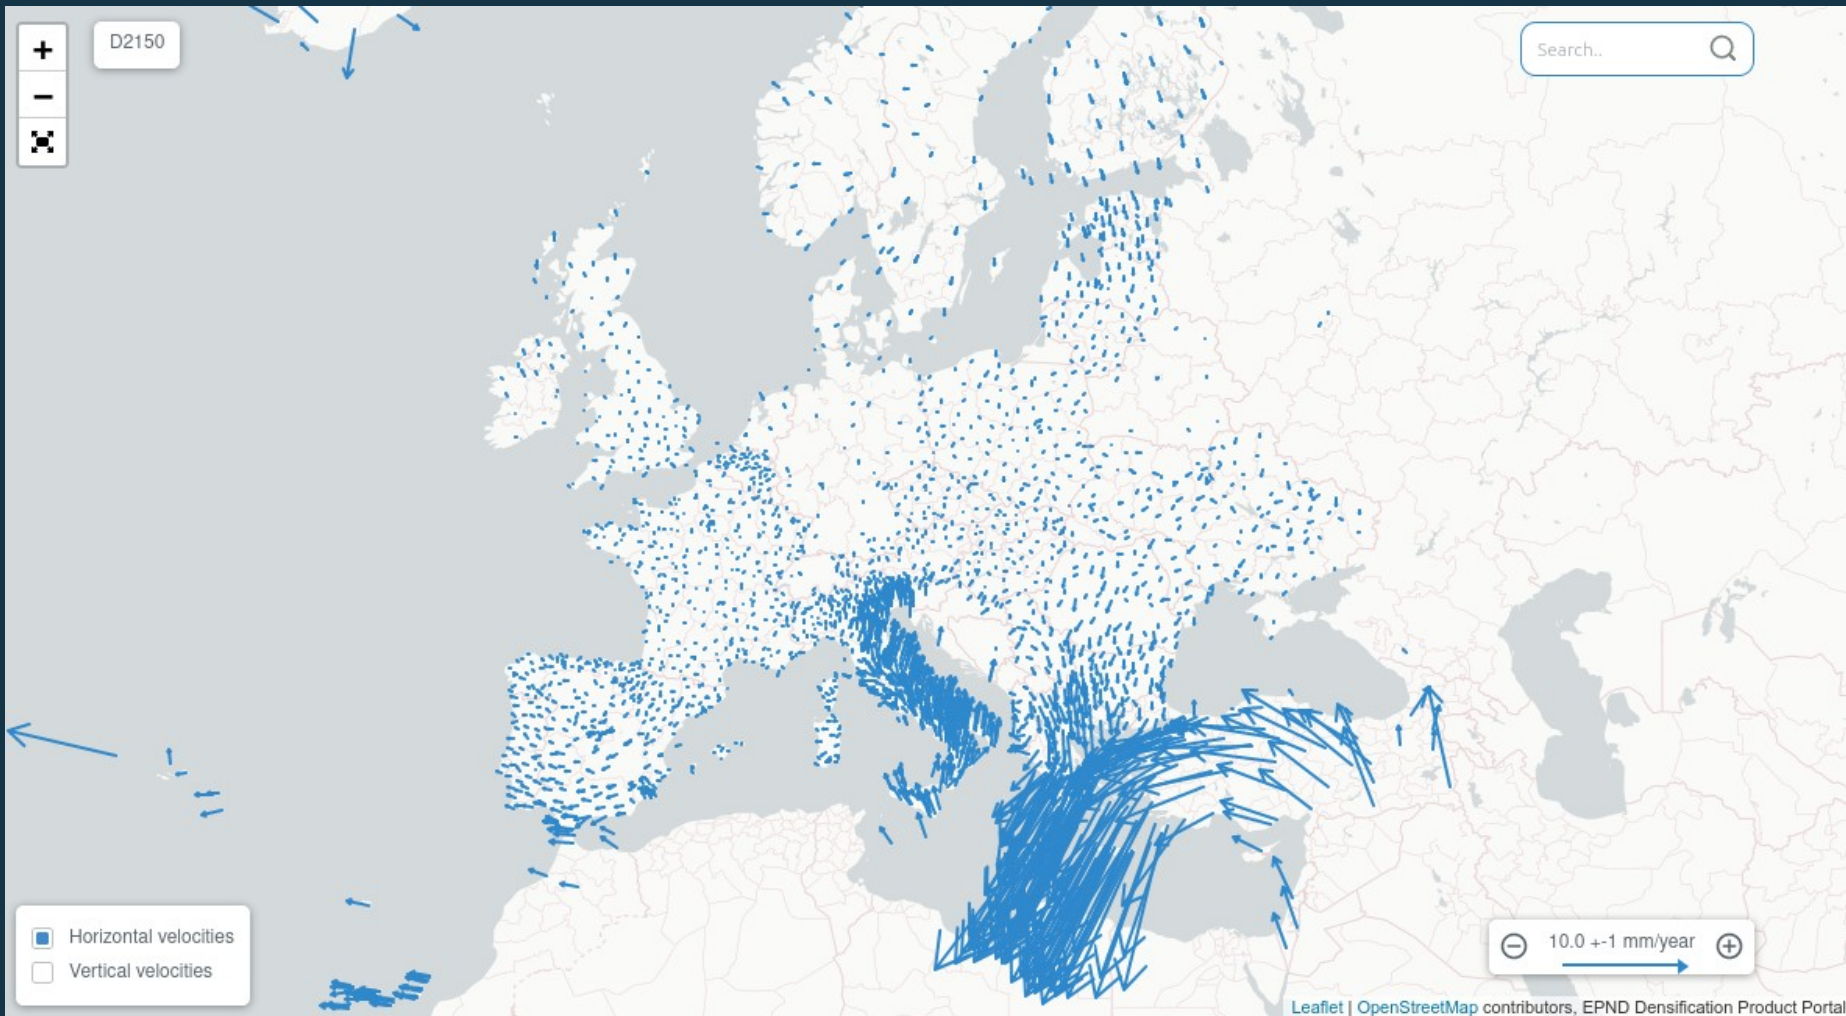 +
D2150
Search..
−
Horizontal velocities
Vertical velocities
10.0 +-1 mm/year
Leaflet | OpenStreetMap contributors, EPND Densification Product Portal